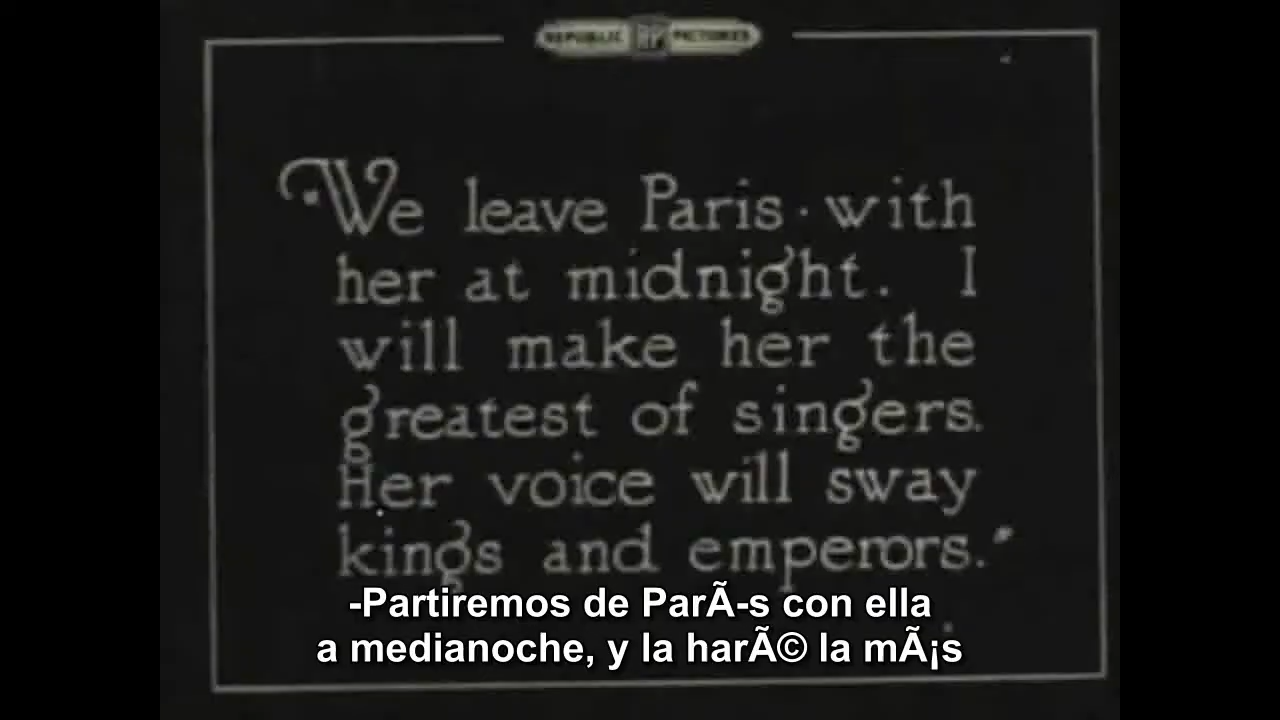 REPUBLIC RP PICTURES
"We leave Paris · with
her at midnight. I
will make her the
greatest of singers.
Her voice will sway
kings and emperors."
-Partiremos de ParÃ-s con ella
a medianoche, y la harÃ© la mÃ¡s